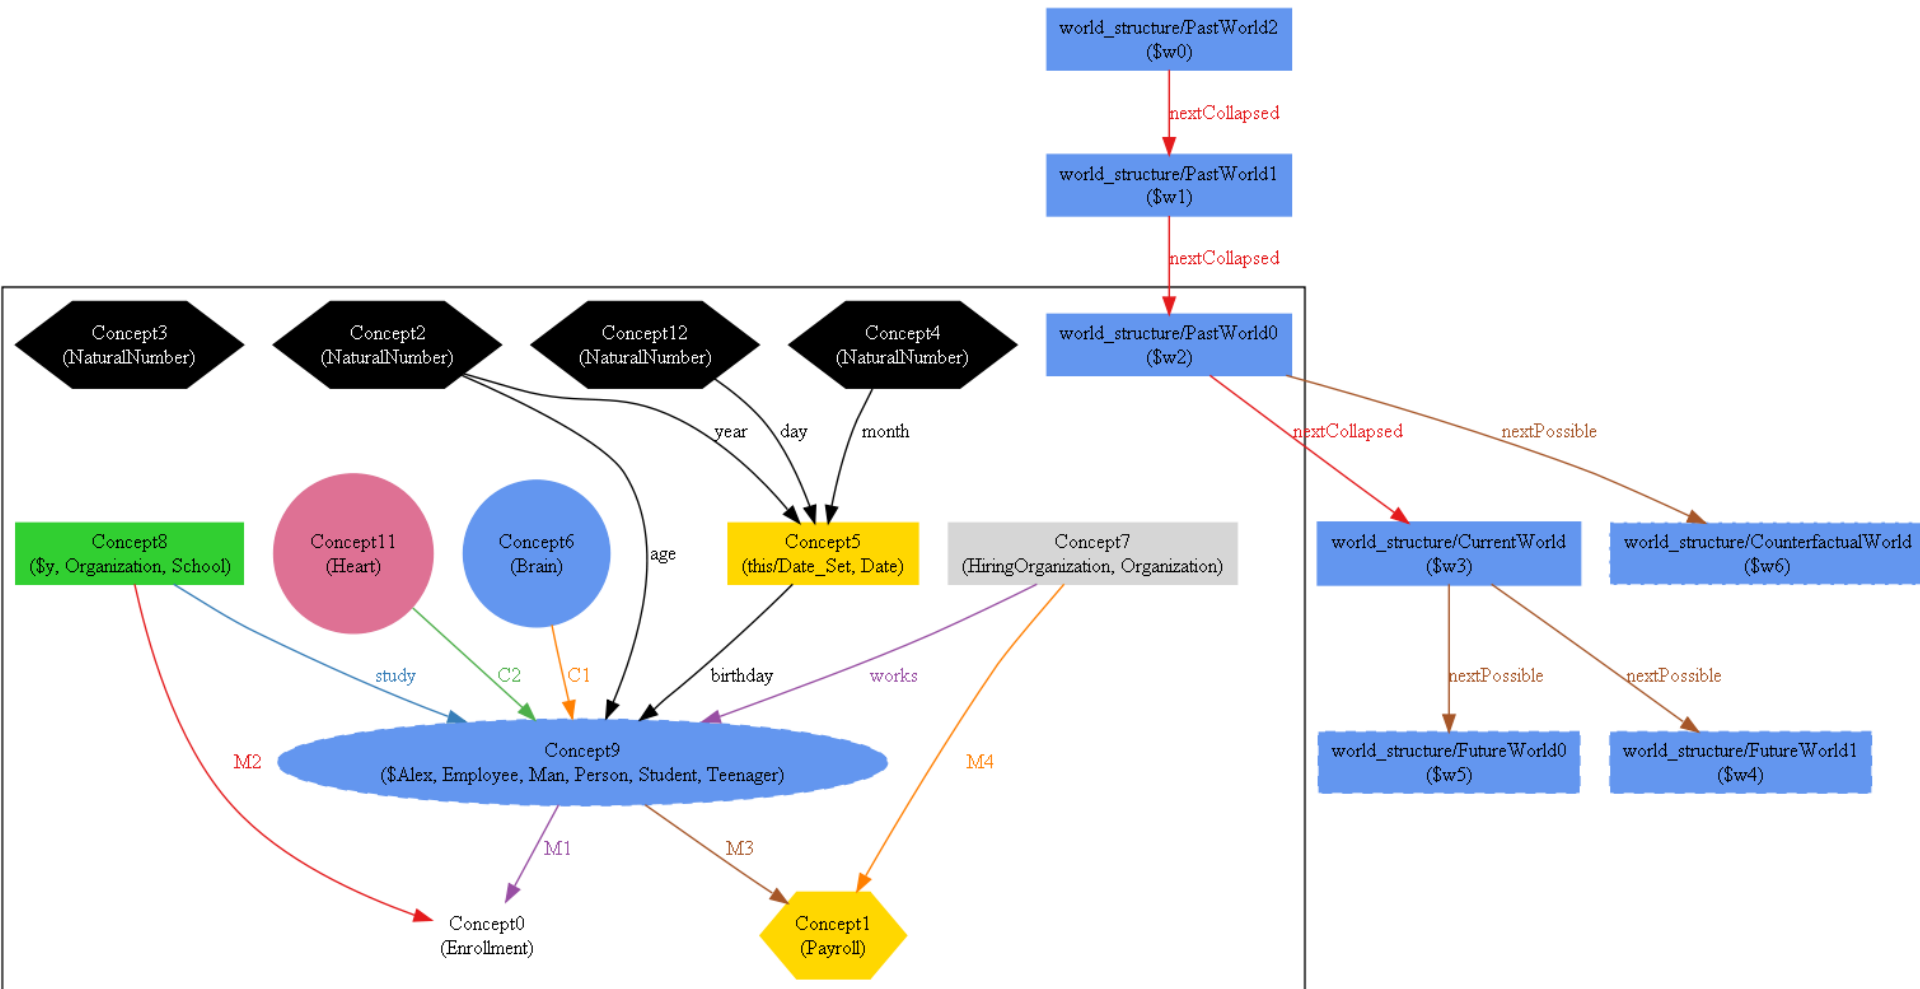 world_structure/PastWorld2
($w0)
nextCollapsed
world_structure/PastWorld1
($w1)
nextCollapsed
Concept3
(NaturalNumber)
Concept2
(NaturalNumber)
Concept12
(NaturalNumber)
Concept4
(NaturalNumber)
world_structure/PastWorld0
($w2)
year
day
month
nextCollapsed
nextPossible
Concept8
($y, Organization, School)
Concept11
(Heart)
Concept6
(Brain)
age
Concept5
(this/Date_Set, Date)
Concept7
(HiringOrganization, Organization)
world_structure/CurrentWorld
($w3)
world_structure/CounterfactualWorld
($w6)
study
C2
C1
birthday
works
nextPossible
nextPossible
M2
Concept9
($Alex, Employee, Man, Person, Student, Teenager)
M4
world_structure/FutureWorld0
($w5)
world_structure/FutureWorld1
($w4)
M1
M3
Concept0
(Enrollment)
Concept1
(Payroll)